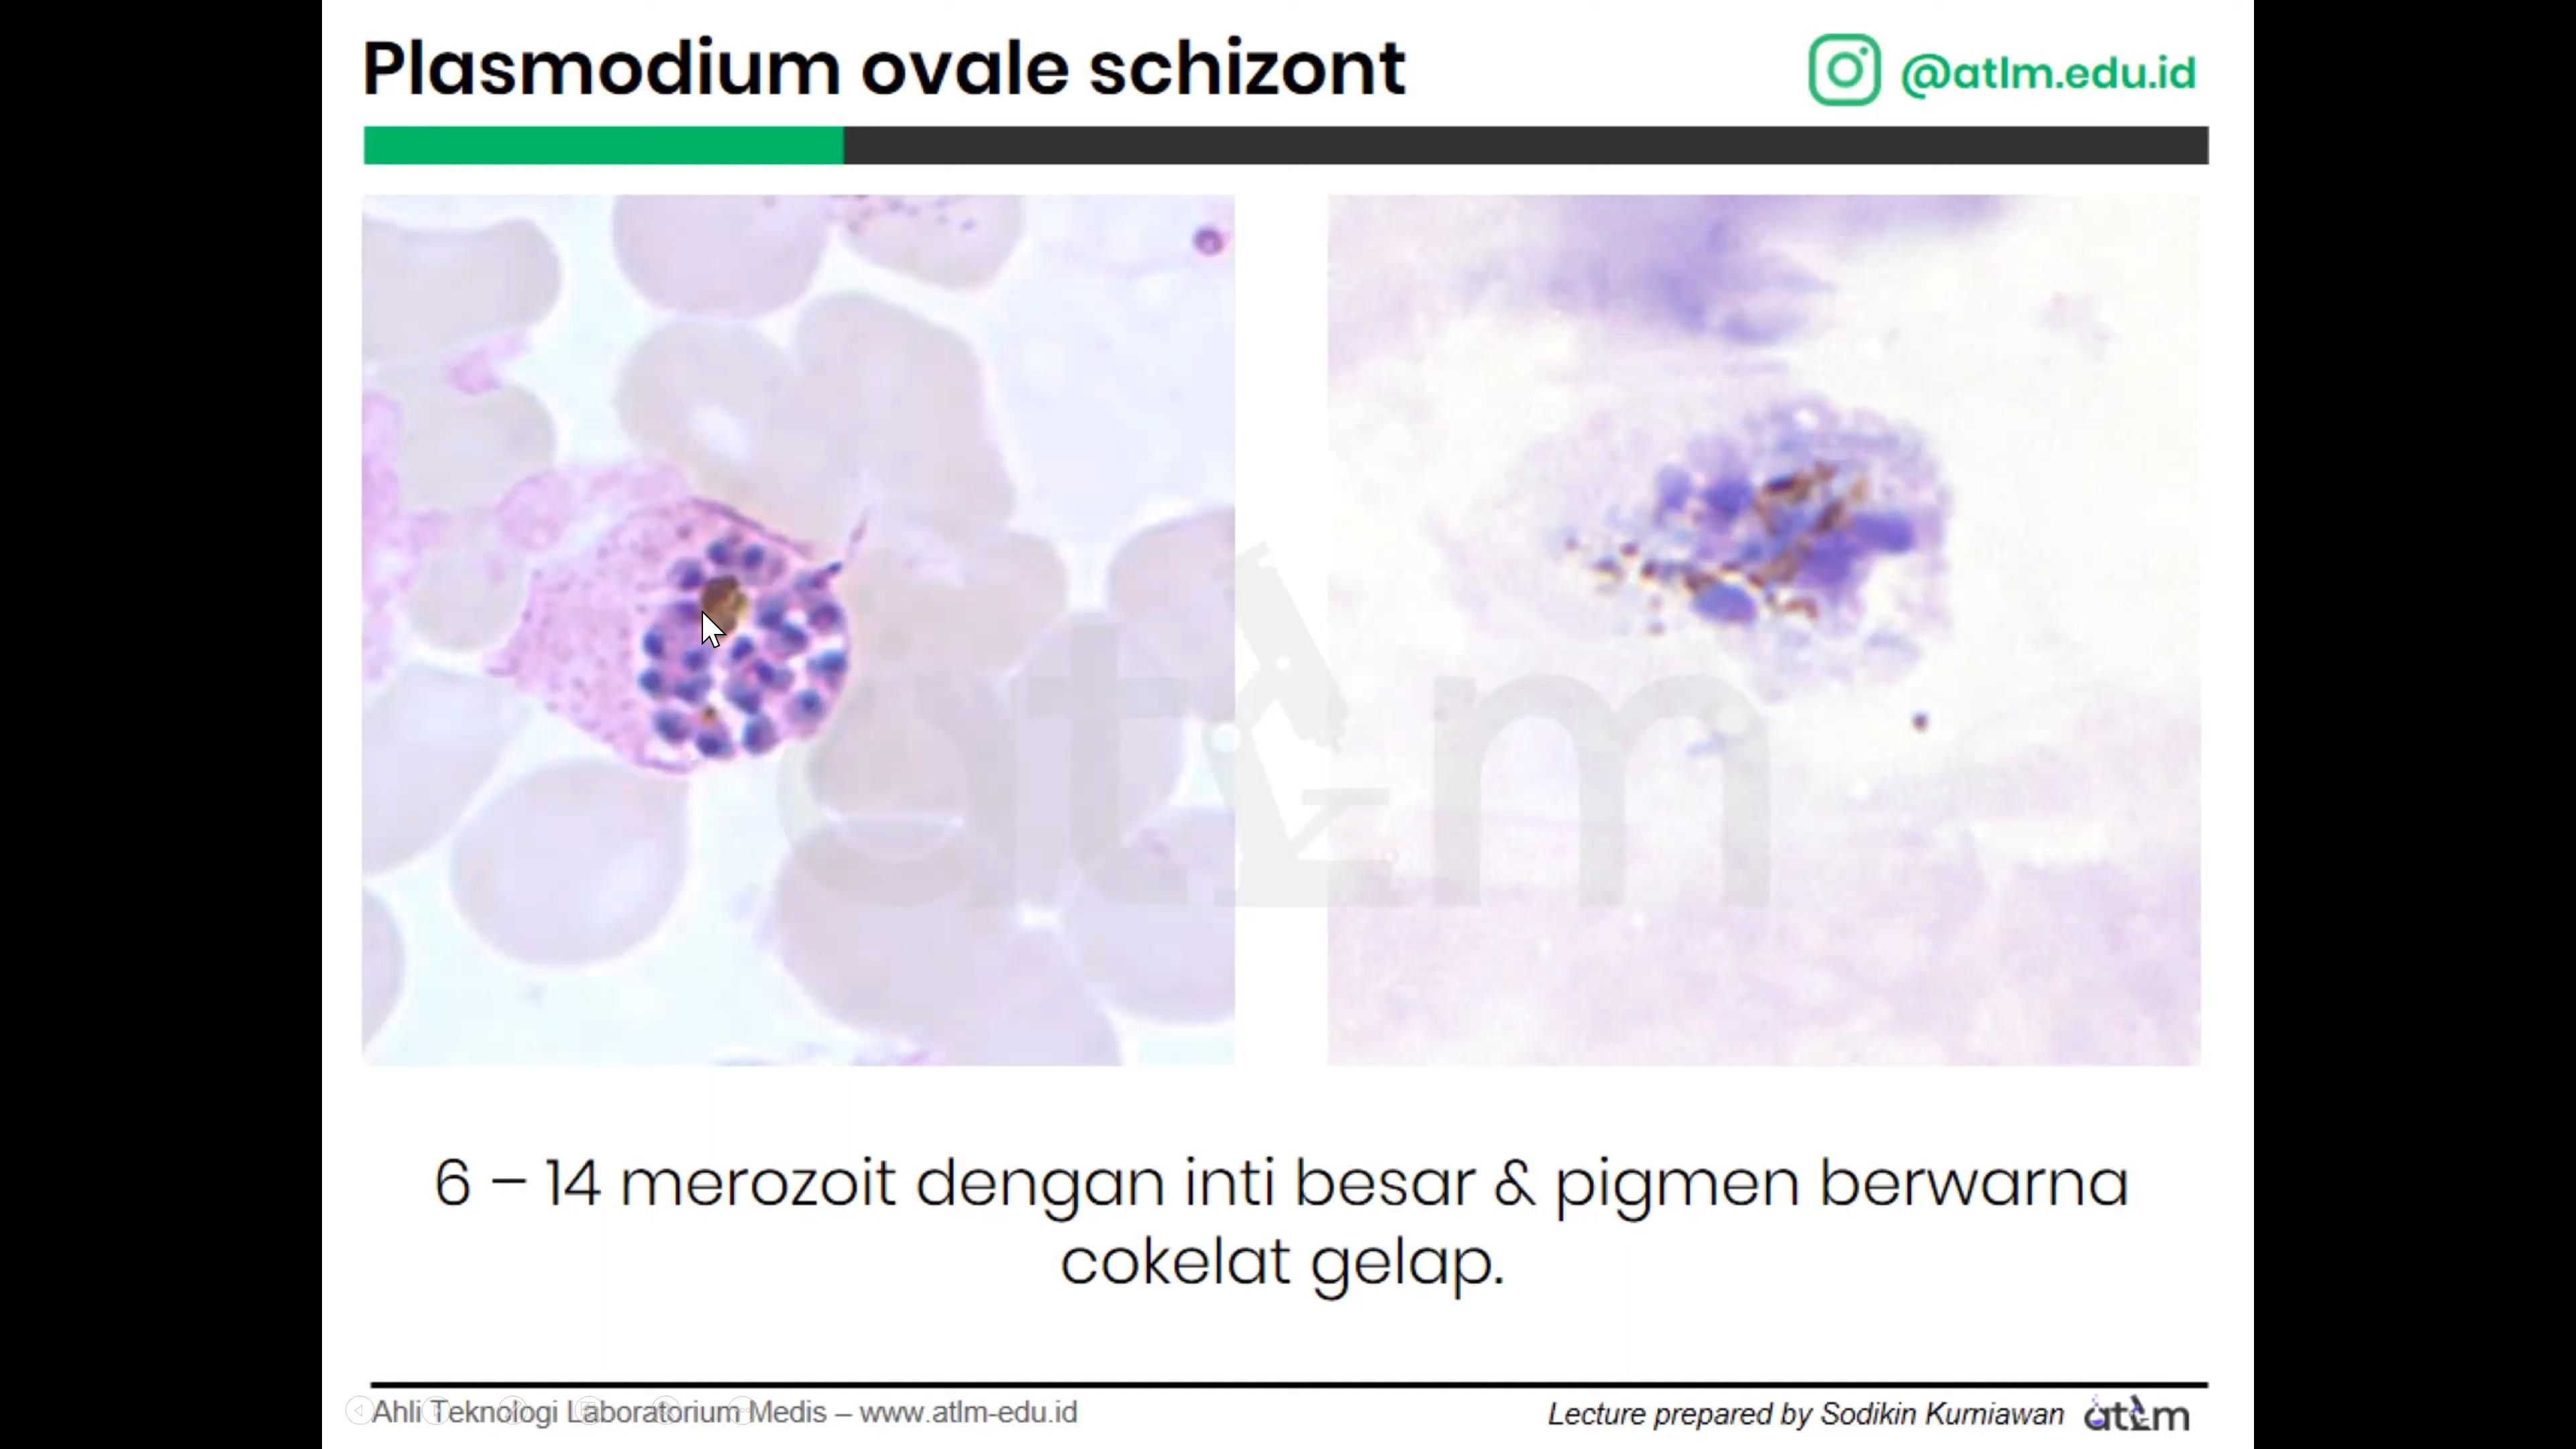 Plasmodium ovale schizont
@atlm.edu.id
atlm
6 – 14 merozoit dengan inti besar & pigmen berwarna
cokelat gelap.
Ahli Teknologi Laboratorium Medis – www.atlm-edu.id
Lecture prepared by Sodikin Kurniawan
atlm